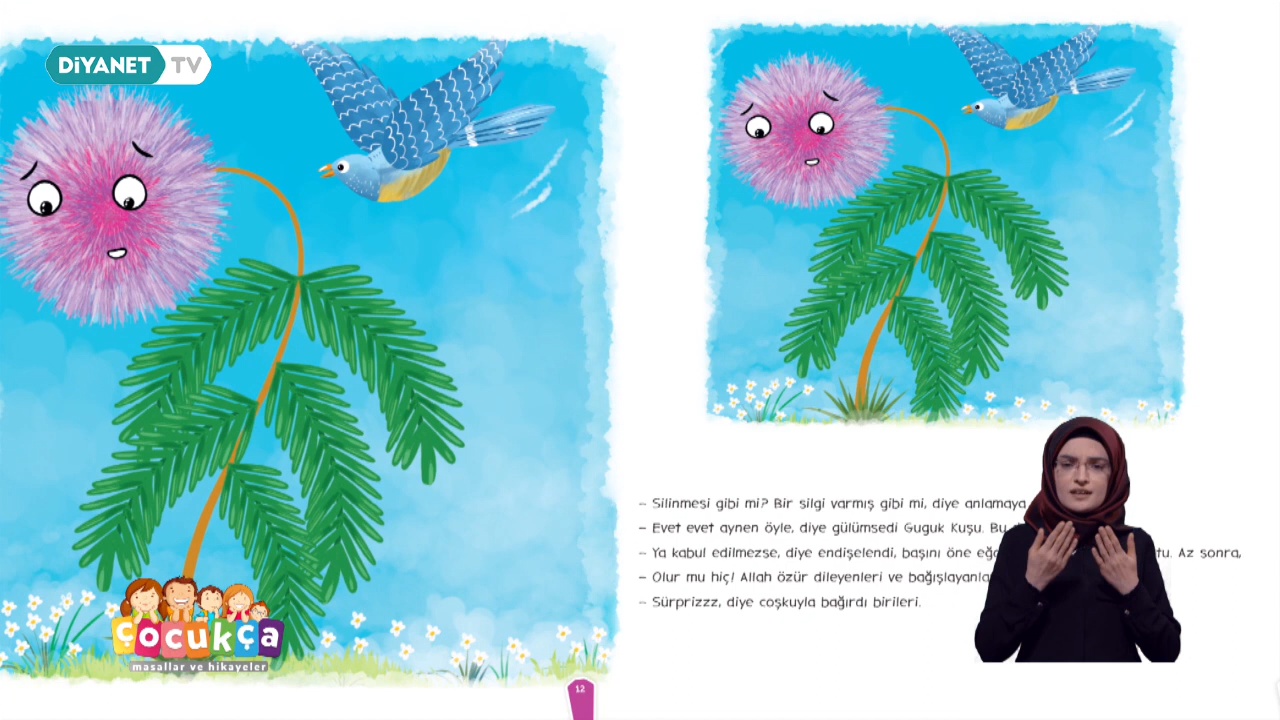 DİYANET TV
– Silinmesi gibi mi? Bir silgi varmış gibi mi, diye anlamaya
– Evet evet aynen öyle, diye gülümsedi Guguk Kuşu. Bu
– Ya kabul edilmezse, diye endişelendi, başını öne tu. Az sonra,
– Olur mu hiç! Allah özür dileyenleri ve
– Sürprizzz, diye coşkuyla bağırdı birileri.
çocukça
masallar ve hikayeler
12